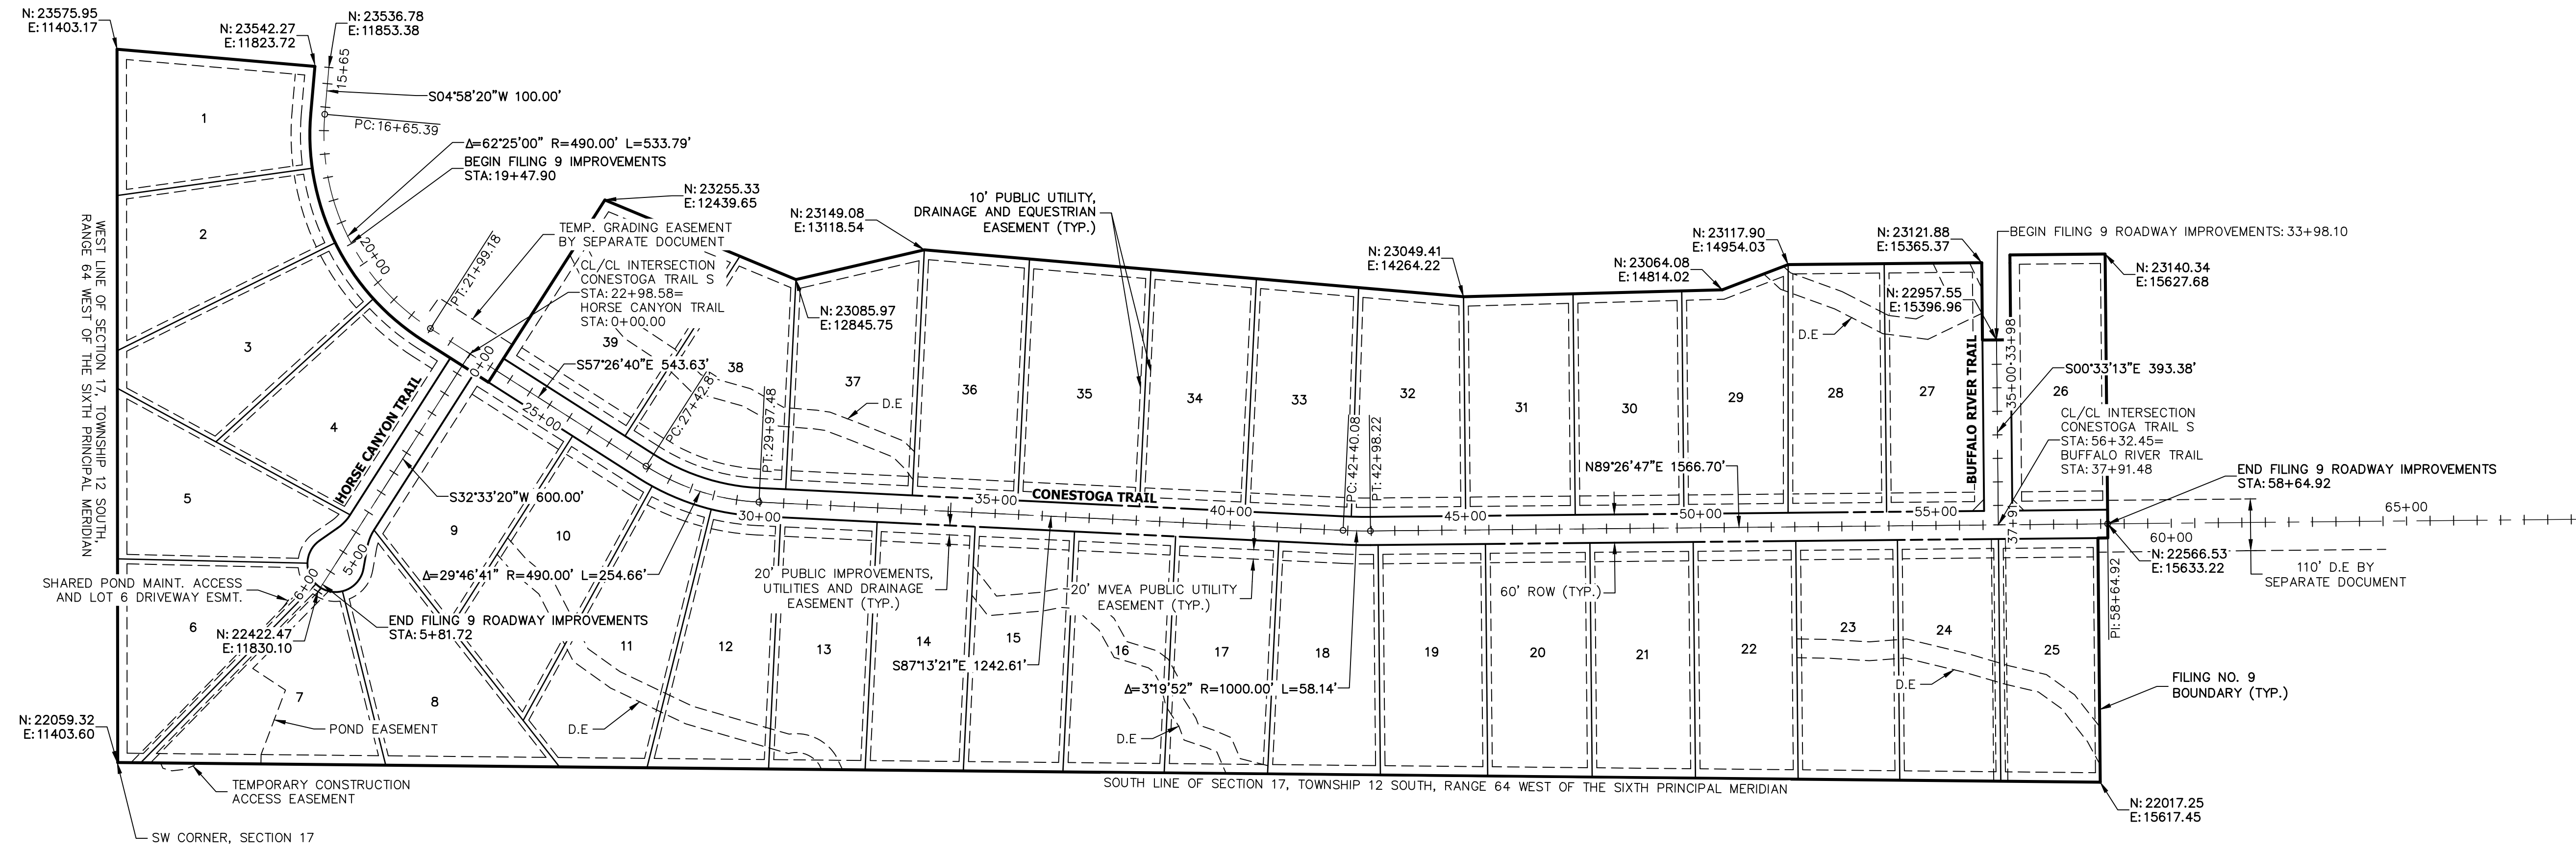 N: 23575.95
E: 11403.17
N: 23542.27
E: 11823.72
N: 23536.78
E: 11853.38
15+65
S04°58'20"W 100.00'
PC: 16+65.39
Δ=62°25'00" R=490.00' L=533.79'
BEGIN FILING 9 IMPROVEMENTS
STA: 19+47.90
20+00
PT: 21+99.18
N: 23255.33
E: 12439.65
TEMP. GRADING EASEMENT
BY SEPARATE DOCUMENT
CL/CL INTERSECTION
CONESTOGA TRAIL S
STA: 22+98.58=
HORSE CANYON TRAIL
STA: 0+00.00
N: 23149.08
E: 13118.54
N: 23085.97
E: 12845.75
10' PUBLIC UTILITY,
DRAINAGE AND EQUESTRIAN
EASEMENT (TYP.)
N: 23049.41
E: 14264.22
N: 23064.08
E: 14814.02
N: 23117.90
E: 14954.03
N: 23121.88
E: 15365.37
N: 22957.55
E: 15396.96
BEGIN FILING 9 ROADWAY IMPROVEMENTS: 33+98.10
N: 23140.34
E: 15627.68
WEST LINE OF SECTION 17, TOWNSHIP 12 SOUTH,
RANGE 64 WEST OF THE SIXTH PRINCIPAL MERIDIAN
1
2
3
4
5
6
7
8
9
10
11
12
13
14
15
16
17
18
19
20
21
22
23
24
25
26
27
28
29
30
31
32
33
34
35
36
37
38
39
HORSE CANYON TRAIL
0+00
5+00
6+00
S32°33'20"W 600.00'
S57°26'40"E 543.63'
25+00
PC: 27+42.81
PT: 29+97.48
30+00
D.E
35+00
CONESTOGA TRAIL
40+00
PC: 42+40.08
PT: 42+98.22
45+00
N89°26'47"E 1566.70'
50+00
55+00
D.E
BUFFALO RIVER TRAIL
33+98
35+00
37+91
S00°33'13"E 393.38'
CL/CL INTERSECTION
CONESTOGA TRAIL S
STA: 56+32.45=
BUFFALO RIVER TRAIL
STA: 37+91.48
END FILING 9 ROADWAY IMPROVEMENTS
STA: 58+64.92
60+00
65+00
N: 22566.53
E: 15633.22
110' D.E BY
SEPARATE DOCUMENT
PI: 58+64.92
Δ=29°46'41" R=490.00' L=254.66'
20' PUBLIC IMPROVEMENTS,
UTILITIES AND DRAINAGE
EASEMENT (TYP.)
20' MVEA PUBLIC UTILITY
EASEMENT (TYP.)
60' ROW (TYP.)
S87°13'21"E 1242.61'
Δ=3°19'52" R=1000.00' L=58.14'
SHARED POND MAINT. ACCESS
AND LOT 6 DRIVEWAY ESMT.
N: 22422.47
E: 11830.10
END FILING 9 ROADWAY IMPROVEMENTS
STA: 5+81.72
POND EASEMENT
D.E
D.E
D.E
FILING NO. 9
BOUNDARY (TYP.)
N: 22059.32
E: 11403.60
TEMPORARY CONSTRUCTION
ACCESS EASEMENT
SW CORNER, SECTION 17
SOUTH LINE OF SECTION 17, TOWNSHIP 12 SOUTH, RANGE 64 WEST OF THE SIXTH PRINCIPAL MERIDIAN
N: 22017.25
E: 15617.45